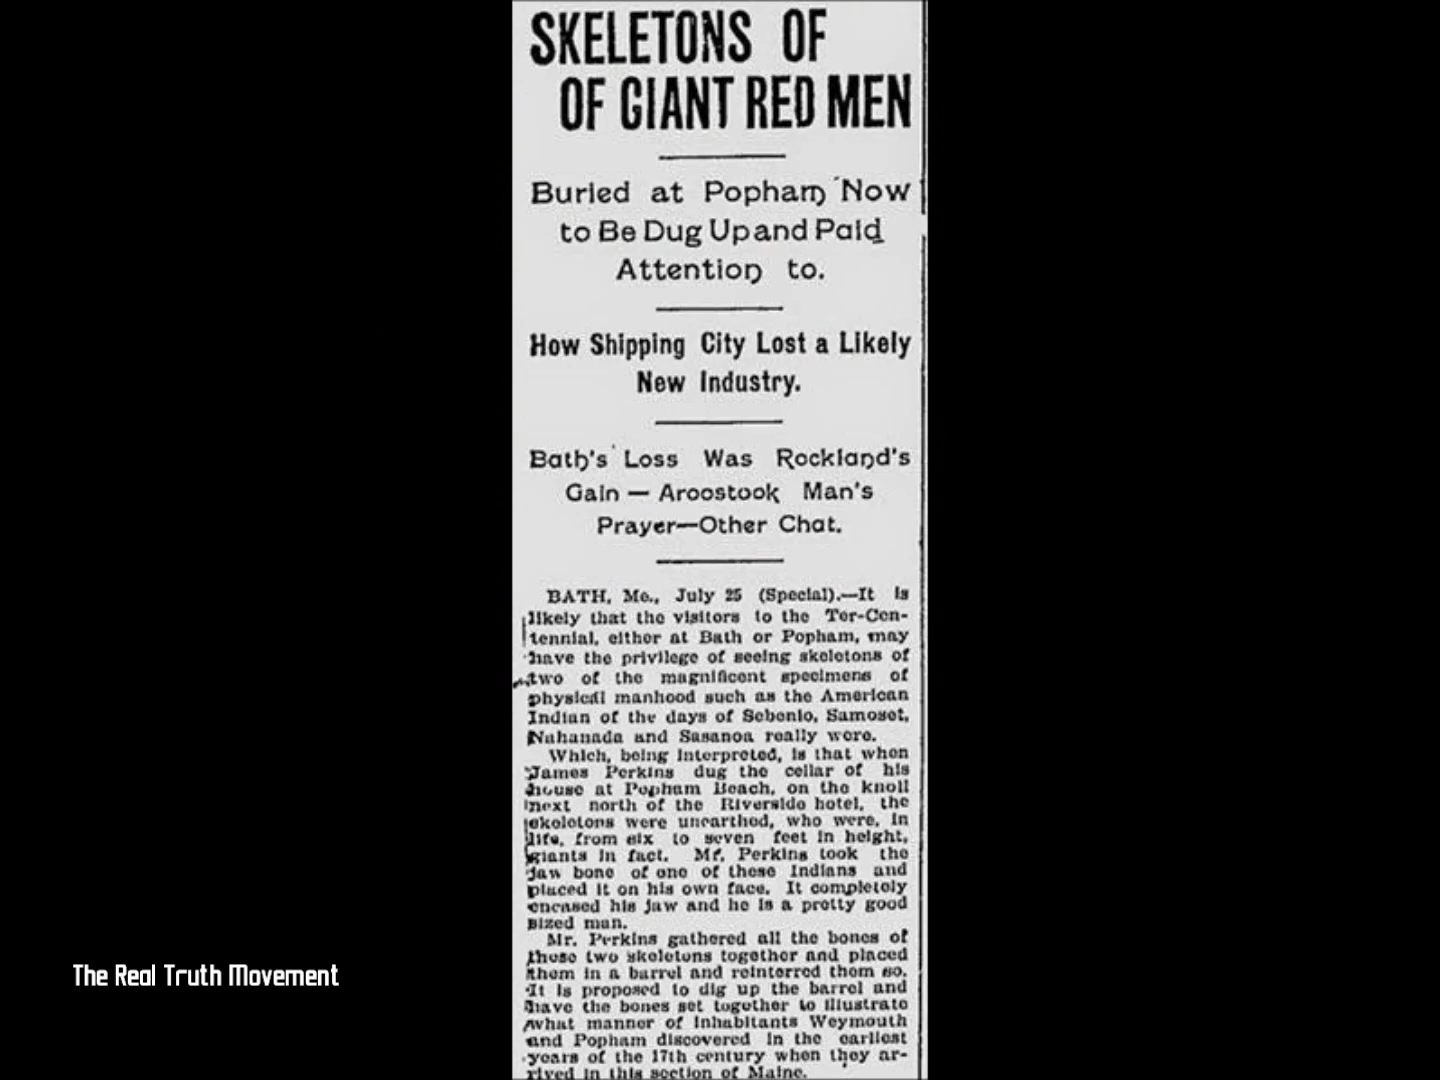 SKELETONS OF
OF GIANT RED MEN
Buried at Popham Now
to Be Dug Up and Paid
Attention to.
How Shipping City Lost a Likely
New Industry.
Bath's Loss Was Rockland's
Gain — Aroostook Man's
Prayer—Other Chat.
BATH, Me., July 25 (Special).—It is
likely that the visitors to the Ter-Cen-
tennial, either at Bath or Popham, may
have the privilege of seeing skeletons of
two of the magnificent specimens of
physical manhood such as the American
Indian of the days of Sebenio, Samoset,
Nahanada and Sasanoa really were.
Which, being interpreted, is that when
James Perkins dug the cellar of his
house at Popham Beach, on the knoll
next north of the Riverside hotel, the
skeletons were unearthed, who were, in
life, from six to seven feet in height,
giants in fact. Mr. Perkins took the
jaw bone of one of these Indians and
placed it on his own face. It completely
encased his jaw and he is a pretty good
sized man.
Mr. Perkins gathered all the bones of
these two skeletons together and placed
them in a barrel and reinterred them so.
It is proposed to dig up the barrel and
have the bones set together to illustrate
what manner of inhabitants Weymouth
and Popham discovered in the earliest
years of the 17th century when they ar-
rived in this section of Maine.
The Real Truth Movement